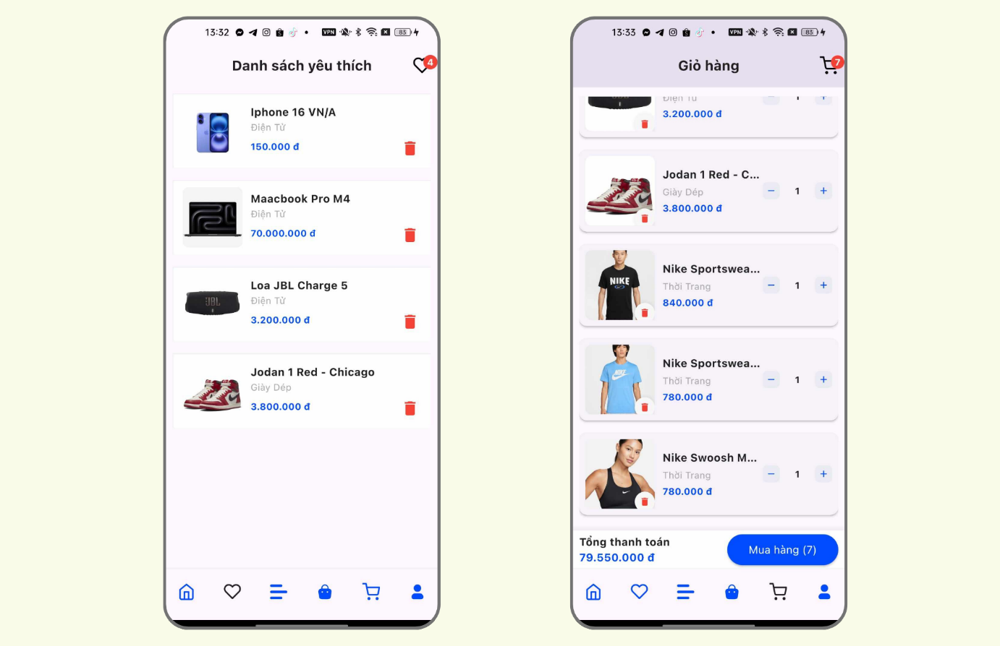 13:32
VPN
83
Danh sách yêu thích
4
Iphone 16 VN/A
Điện Tử
150.000 đ
Maacbook Pro M4
Điện Tử
70.000.000 đ
JBL
Loa JBL Charge 5
Điện Tử
3.200.000 đ
Jodan 1 Red - Chicago
Giày Dép
3.800.000 đ
13:33
VPN
83
Giỏ hàng
7
Điện Tử
1
3.200.000 đ
Jodan 1 Red - C...
Giày Dép
1
3.800.000 đ
NIKE
Nike Sportswea...
Thời Trang
1
840.000 đ
NIKE
Nike Sportswea...
Thời Trang
1
780.000 đ
Nike Swoosh M...
Thời Trang
1
780.000 đ
Tổng thanh toán
79.550.000 đ
Mua hàng (7)